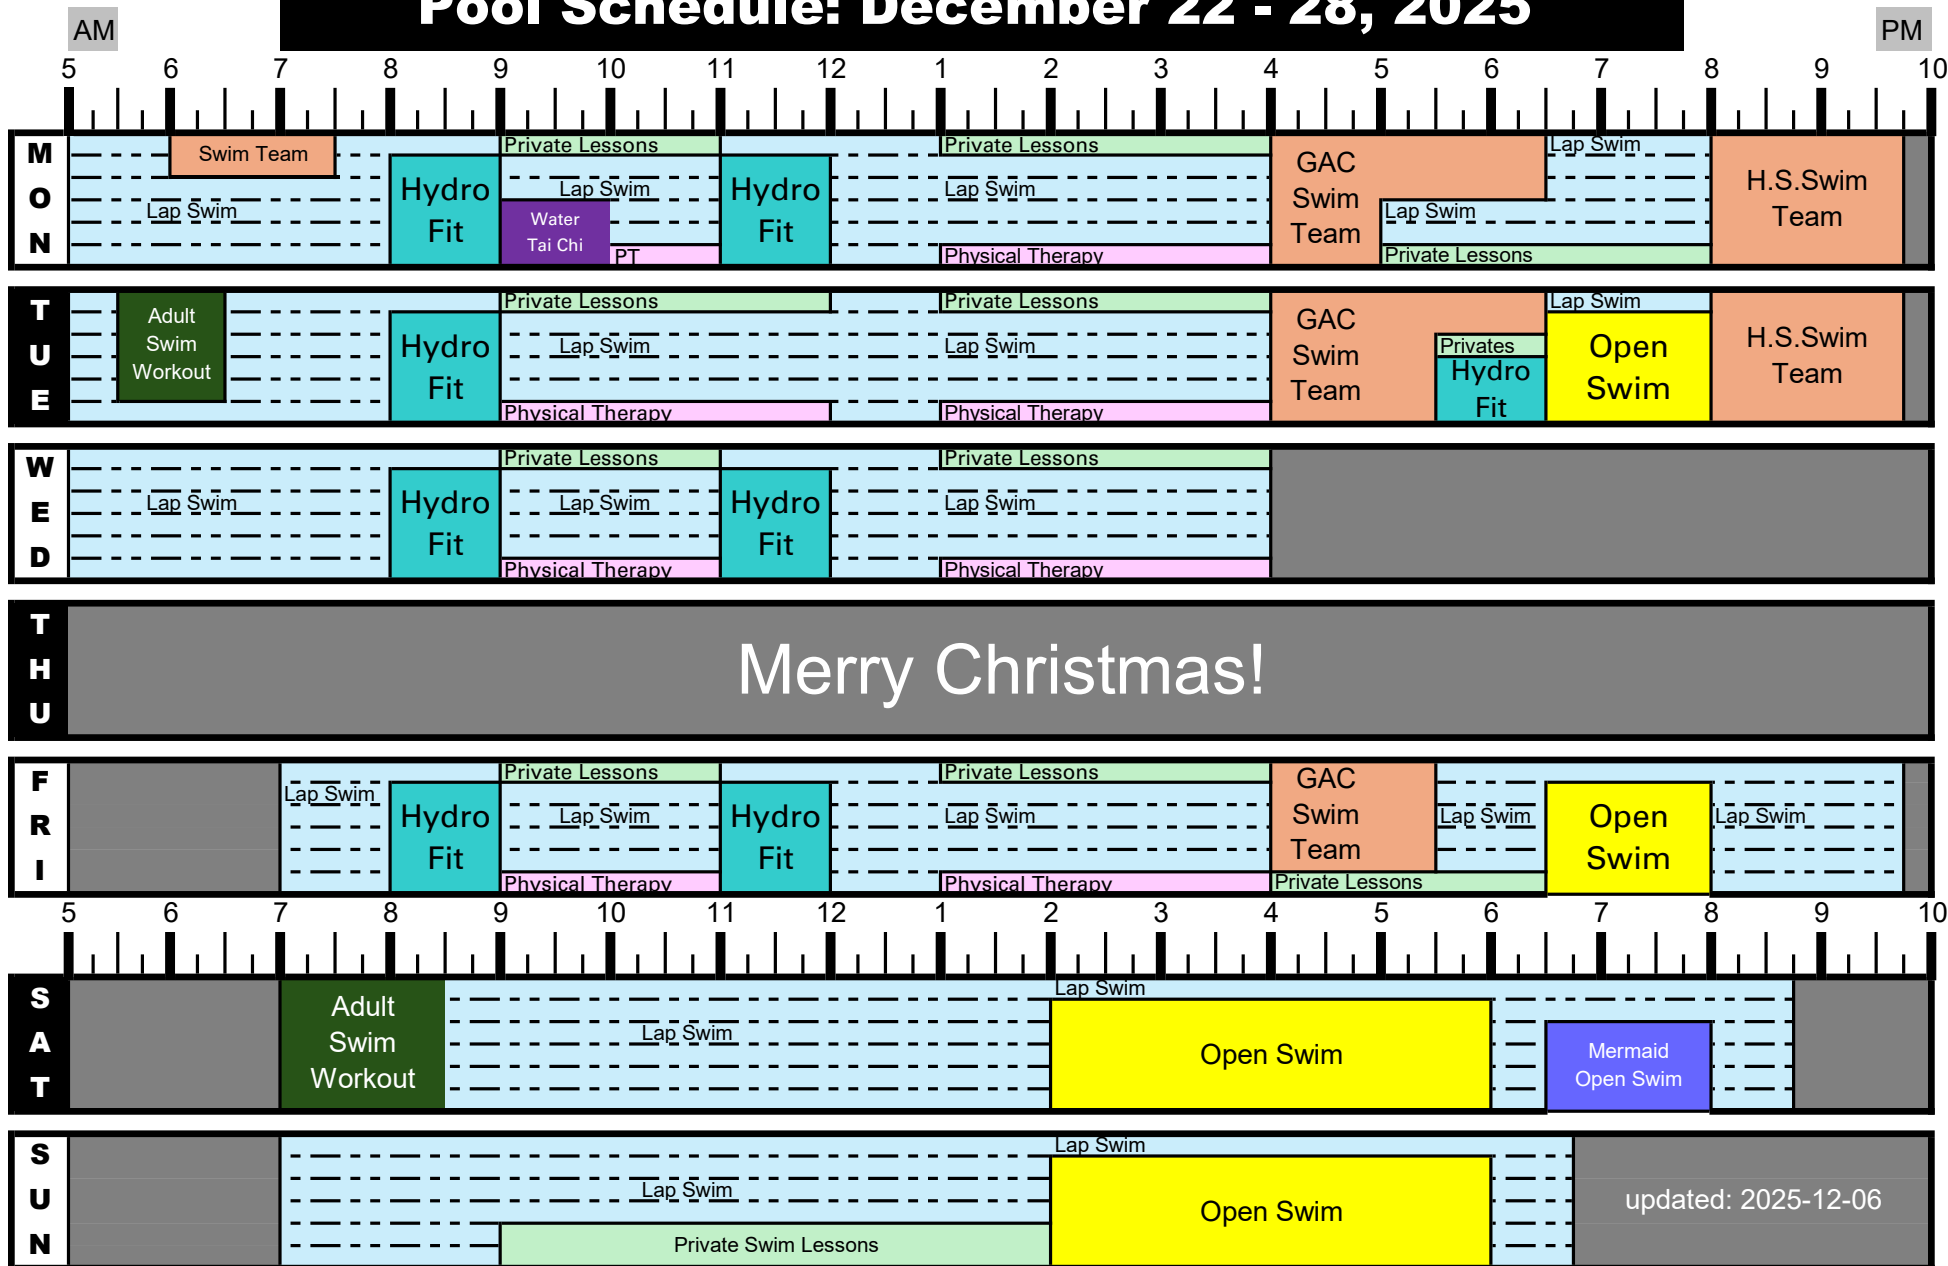 Pool Schedule: December 22 - 28, 2025
AM
PM
5 6 7 8 9 10 11 12 1 2 3 4 5 6 7 8 9 10
MON
Swim Team
Lap Swim
Hydro
Fit
Private Lessons
Lap Swim
Water
Tai Chi
PT
Hydro
Fit
Private Lessons
Lap Swim
Physical Therapy
GAC
Swim
Team
Lap Swim
Lap Swim
Private Lessons
H.S.Swim
Team
TUE
Adult
Swim
Workout
Hydro
Fit
Private Lessons
Lap Swim
Physical Therapy
Private Lessons
Lap Swim
Physical Therapy
GAC
Swim
Team
Privates
Hydro
Fit
Lap Swim
Open
Swim
H.S.Swim
Team
WED
Lap Swim
Hydro
Fit
Private Lessons
Lap Swim
Physical Therapy
Hydro
Fit
Private Lessons
Lap Swim
Physical Therapy
THU
Merry Christmas!
FRI
Lap Swim
Hydro
Fit
Private Lessons
Lap Swim
Physical Therapy
Hydro
Fit
Private Lessons
Lap Swim
Physical Therapy
GAC
Swim
Team
Private Lessons
Lap Swim
Open
Swim
Lap Swim
5 6 7 8 9 10 11 12 1 2 3 4 5 6 7 8 9 10
SAT
Adult
Swim
Workout
Lap Swim
Lap Swim
Open Swim
Mermaid
Open Swim
SUN
Lap Swim
Private Swim Lessons
Lap Swim
Open Swim
updated: 2025-12-06